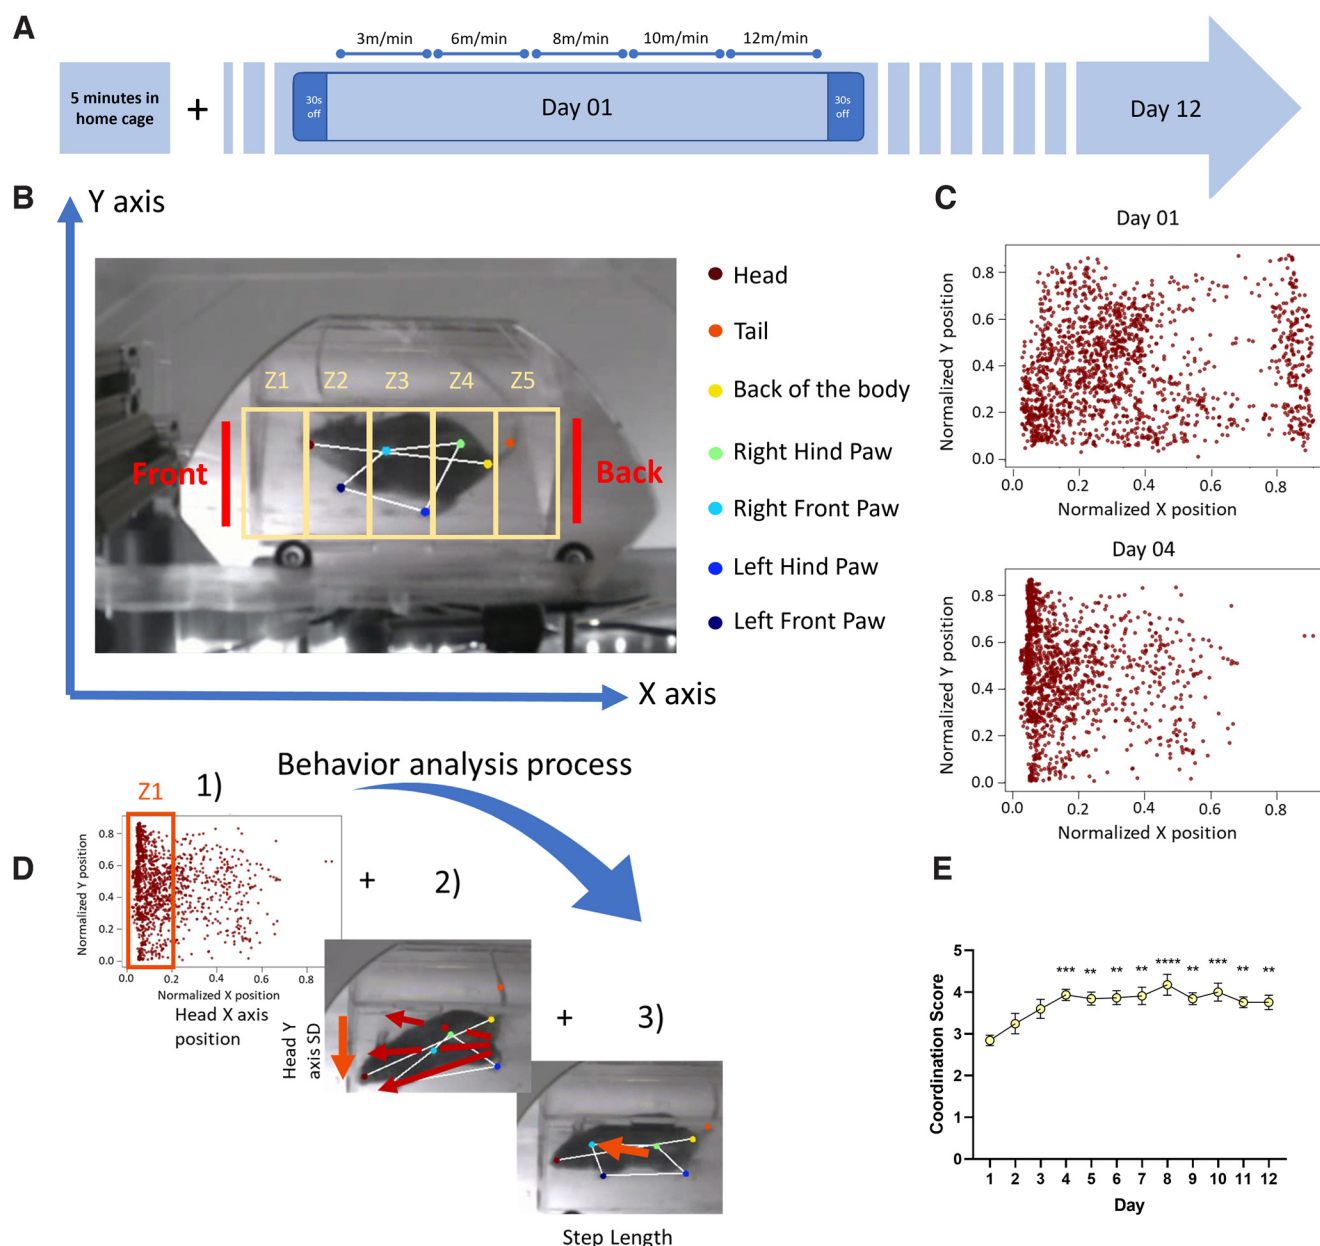 A
3m/min 6m/min 8m/min 10m/min 12m/min
5 minutes in
home cage
+
30s
off
Day 01
30s
off
Day 12
B
Y axis
Z1 Z2 Z3 Z4 Z5
Front
Back
X axis
Head
Tail
Back of the body
Right Hind Paw
Right Front Paw
Left Hind Paw
Left Front Paw
C
Day 01
Normalized Y position
0.8
0.6
0.4
0.2
0.0
0.0 0.2 0.4 0.6 0.8
Normalized X position
Day 04
Normalized Y position
0.8
0.6
0.4
0.2
0.0
0.0 0.2 0.4 0.6 0.8
Normalized X position
Behavior analysis process
D
Z1
1)
Normalized Y position
0.8
0.6
0.4
0.2
0.0
0.0 0.2 0.4 0.6 0.8
Normalized X position
Head X axis
position
+
2)
Head Y
axis SD
+
3)
Step Length
E
Coordination Score
5
4
3
2
1
0
*** ** ** ** **** ** *** ** **
1 2 3 4 5 6 7 8 9 10 11 12
Day